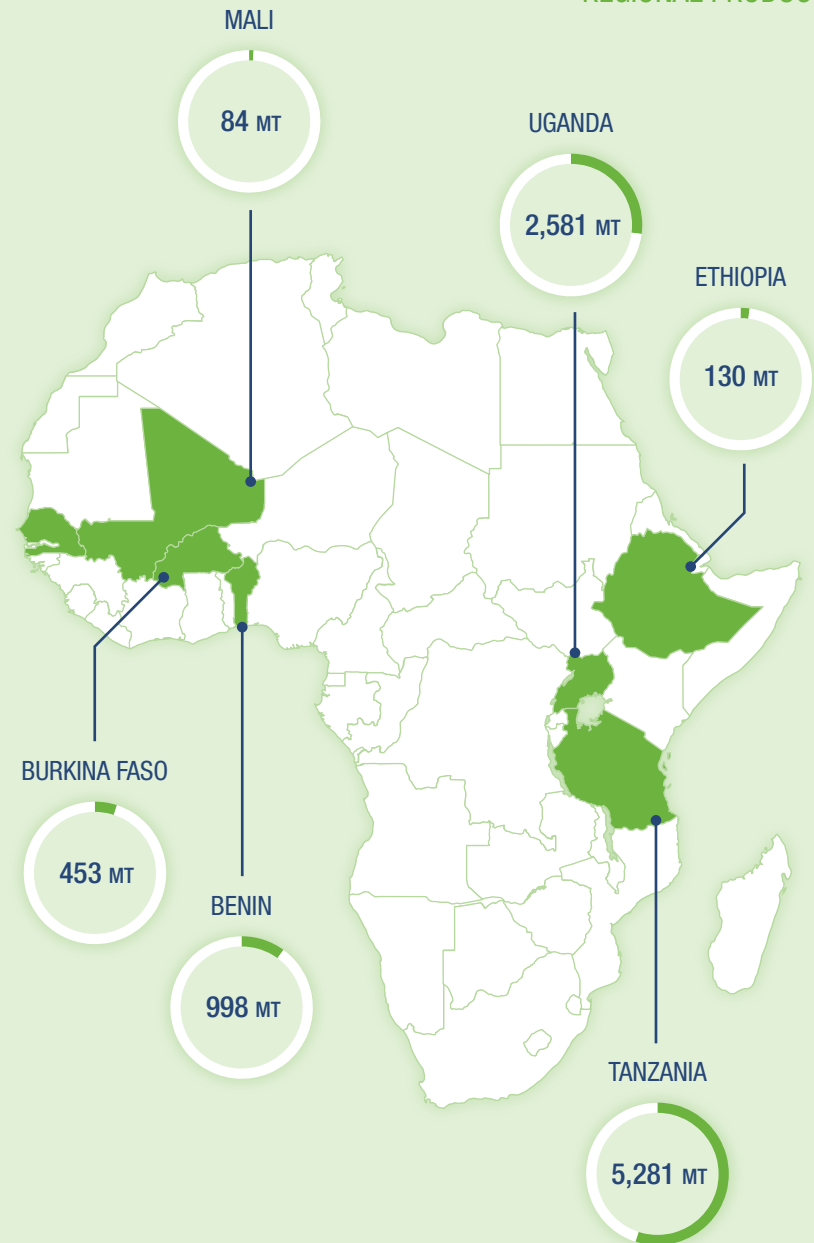 MALI
84 MT
UGANDA
2,581 MT
ETHIOPIA
130 MT
BURKINA FASO
453 MT
BENIN
998 MT
TANZANIA
5,281 MT